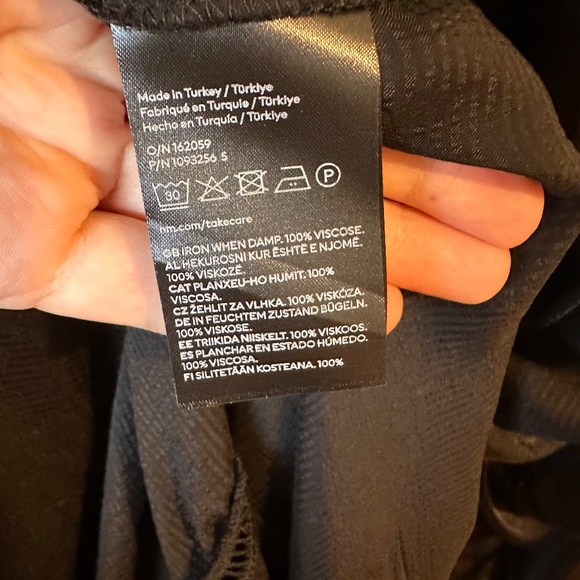 Made in Turkey / Türkiye
Fabriqué en Turquie / Türkiye
Hecho en Turquía / Türkiye
O/N 162059
P/N 1093256 5
30
P
hm.com/takecare
GB IRON WHEN DAMP. 100% VISCOSE.
AL HEKUROSNI KUR ËSHTË E NJOMË.
100% VISKOZË.
CAT PLANXEU-HO HUMIT: 100%
VISCOSA.
CZ ŽEHLIT ZA VLHKA. 100% VISKÓZA.
DE IN FEUCHTEM ZUSTAND BÜGELN.
100% VISKOSE.
EE TRIIKIDA NIISKELT. 100% VISKOOS.
ES PLANCHAR EN ESTADO HÚMEDO.
100% VISCOSA.
FI SILITETÄÄN KOSTEANA. 100%